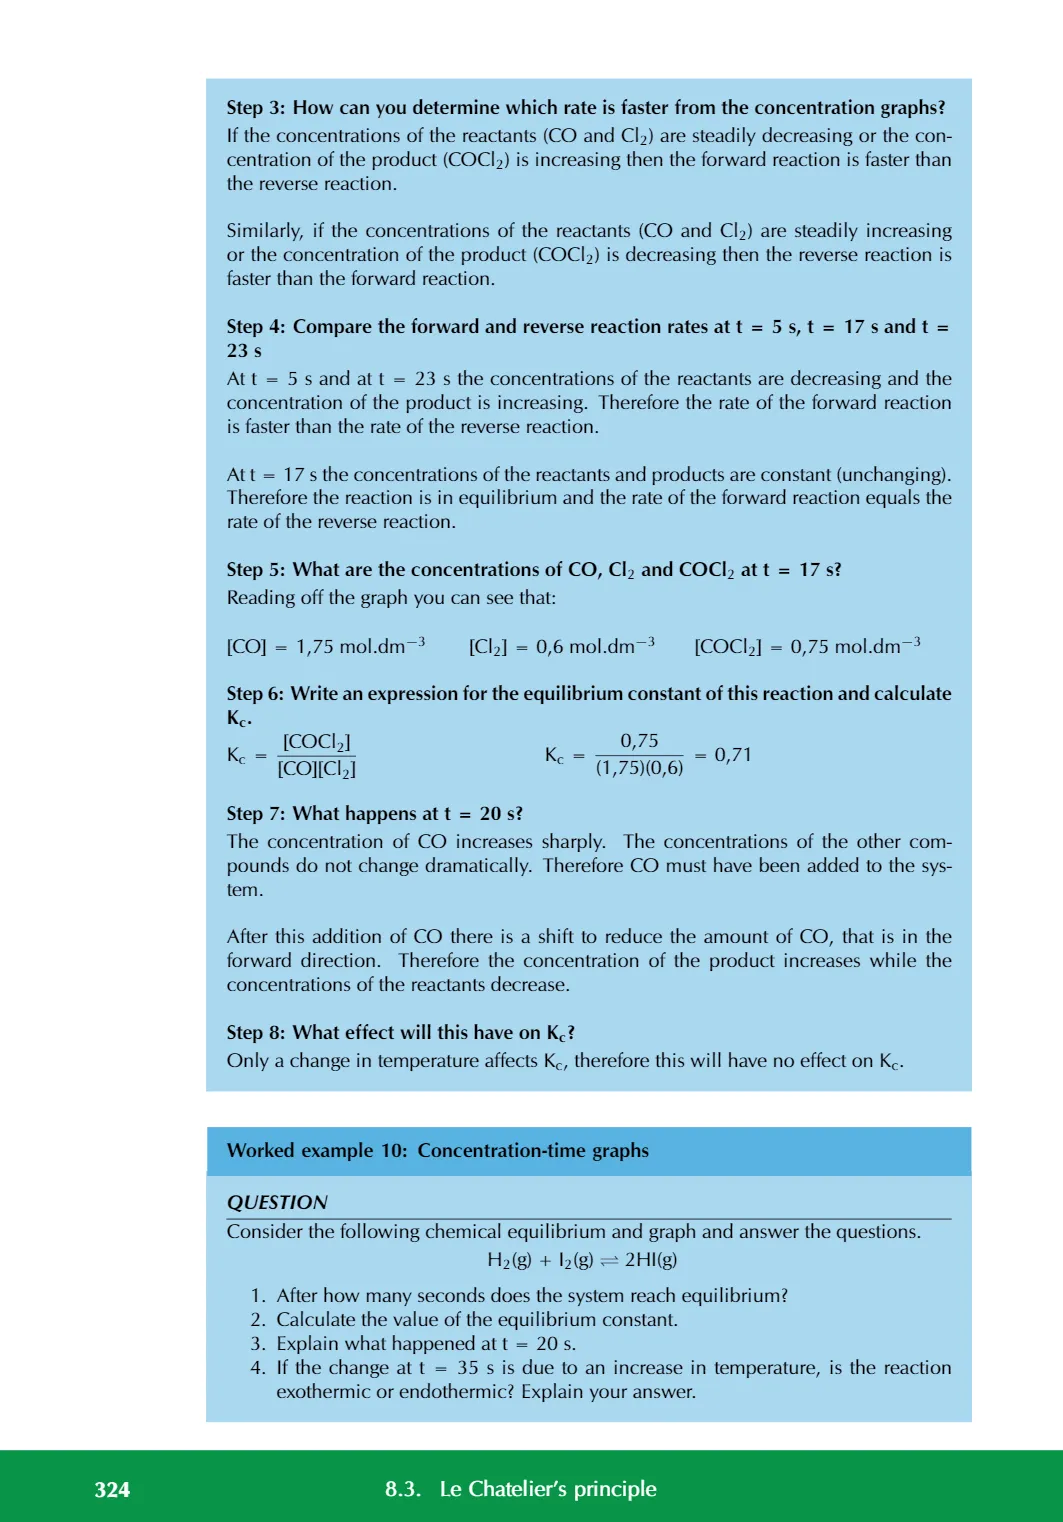 Step 3: How can you determine which rate is faster from the concentration graphs?
If the concentrations of the reactants (CO and Cl₂) are steadily decreasing or the con-
centration of the product (COCl₂) is increasing then the forward reaction is faster than
the reverse reaction.
Similarly, if the concentrations of the reactants (CO and Cl₂) are steadily increasing
or the concentration of the product (COCl₂) is decreasing then the reverse reaction is
faster than the forward reaction.
Step 4: Compare the forward and reverse reaction rates at t = 5 s, t = 17 s and t =
23 s
At t = 5 s and at t = 23 s the concentrations of the reactants are decreasing and the
concentration of the product is increasing. Therefore the rate of the forward reaction
is faster than the rate of the reverse reaction.
At t = 17 s the concentrations of the reactants and products are constant (unchanging).
Therefore the reaction is in equilibrium and the rate of the forward reaction equals the
rate of the reverse reaction.
Step 5: What are the concentrations of CO, Cl₂ and COCl₂ at t = 17 s?
Reading off the graph you can see that:
[CO] = 1,75 mol.dm⁻³ [Cl₂] = 0,6 mol.dm⁻³ [COCl₂] = 0,75 mol.dm⁻³
Step 6: Write an expression for the equilibrium constant of this reaction and calculate
K_c.
K_c = [COCl₂] / [CO][Cl₂] K_c = 0,75 / (1,75)(0,6) = 0,71
Step 7: What happens at t = 20 s?
The concentration of CO increases sharply. The concentrations of the other com-
pounds do not change dramatically. Therefore CO must have been added to the sys-
tem.
After this addition of CO there is a shift to reduce the amount of CO, that is in the
forward direction. Therefore the concentration of the product increases while the
concentrations of the reactants decrease.
Step 8: What effect will this have on K_c?
Only a change in temperature affects K_c, therefore this will have no effect on K_c.
Worked example 10: Concentration-time graphs
QUESTION
Consider the following chemical equilibrium and graph and answer the questions.
H₂(g) + I₂(g) ⇌ 2HI(g)
1. After how many seconds does the system reach equilibrium?
2. Calculate the value of the equilibrium constant.
3. Explain what happened at t = 20 s.
4. If the change at t = 35 s is due to an increase in temperature, is the reaction
exothermic or endothermic? Explain your answer.
324 8.3. Le Chatelier's principle